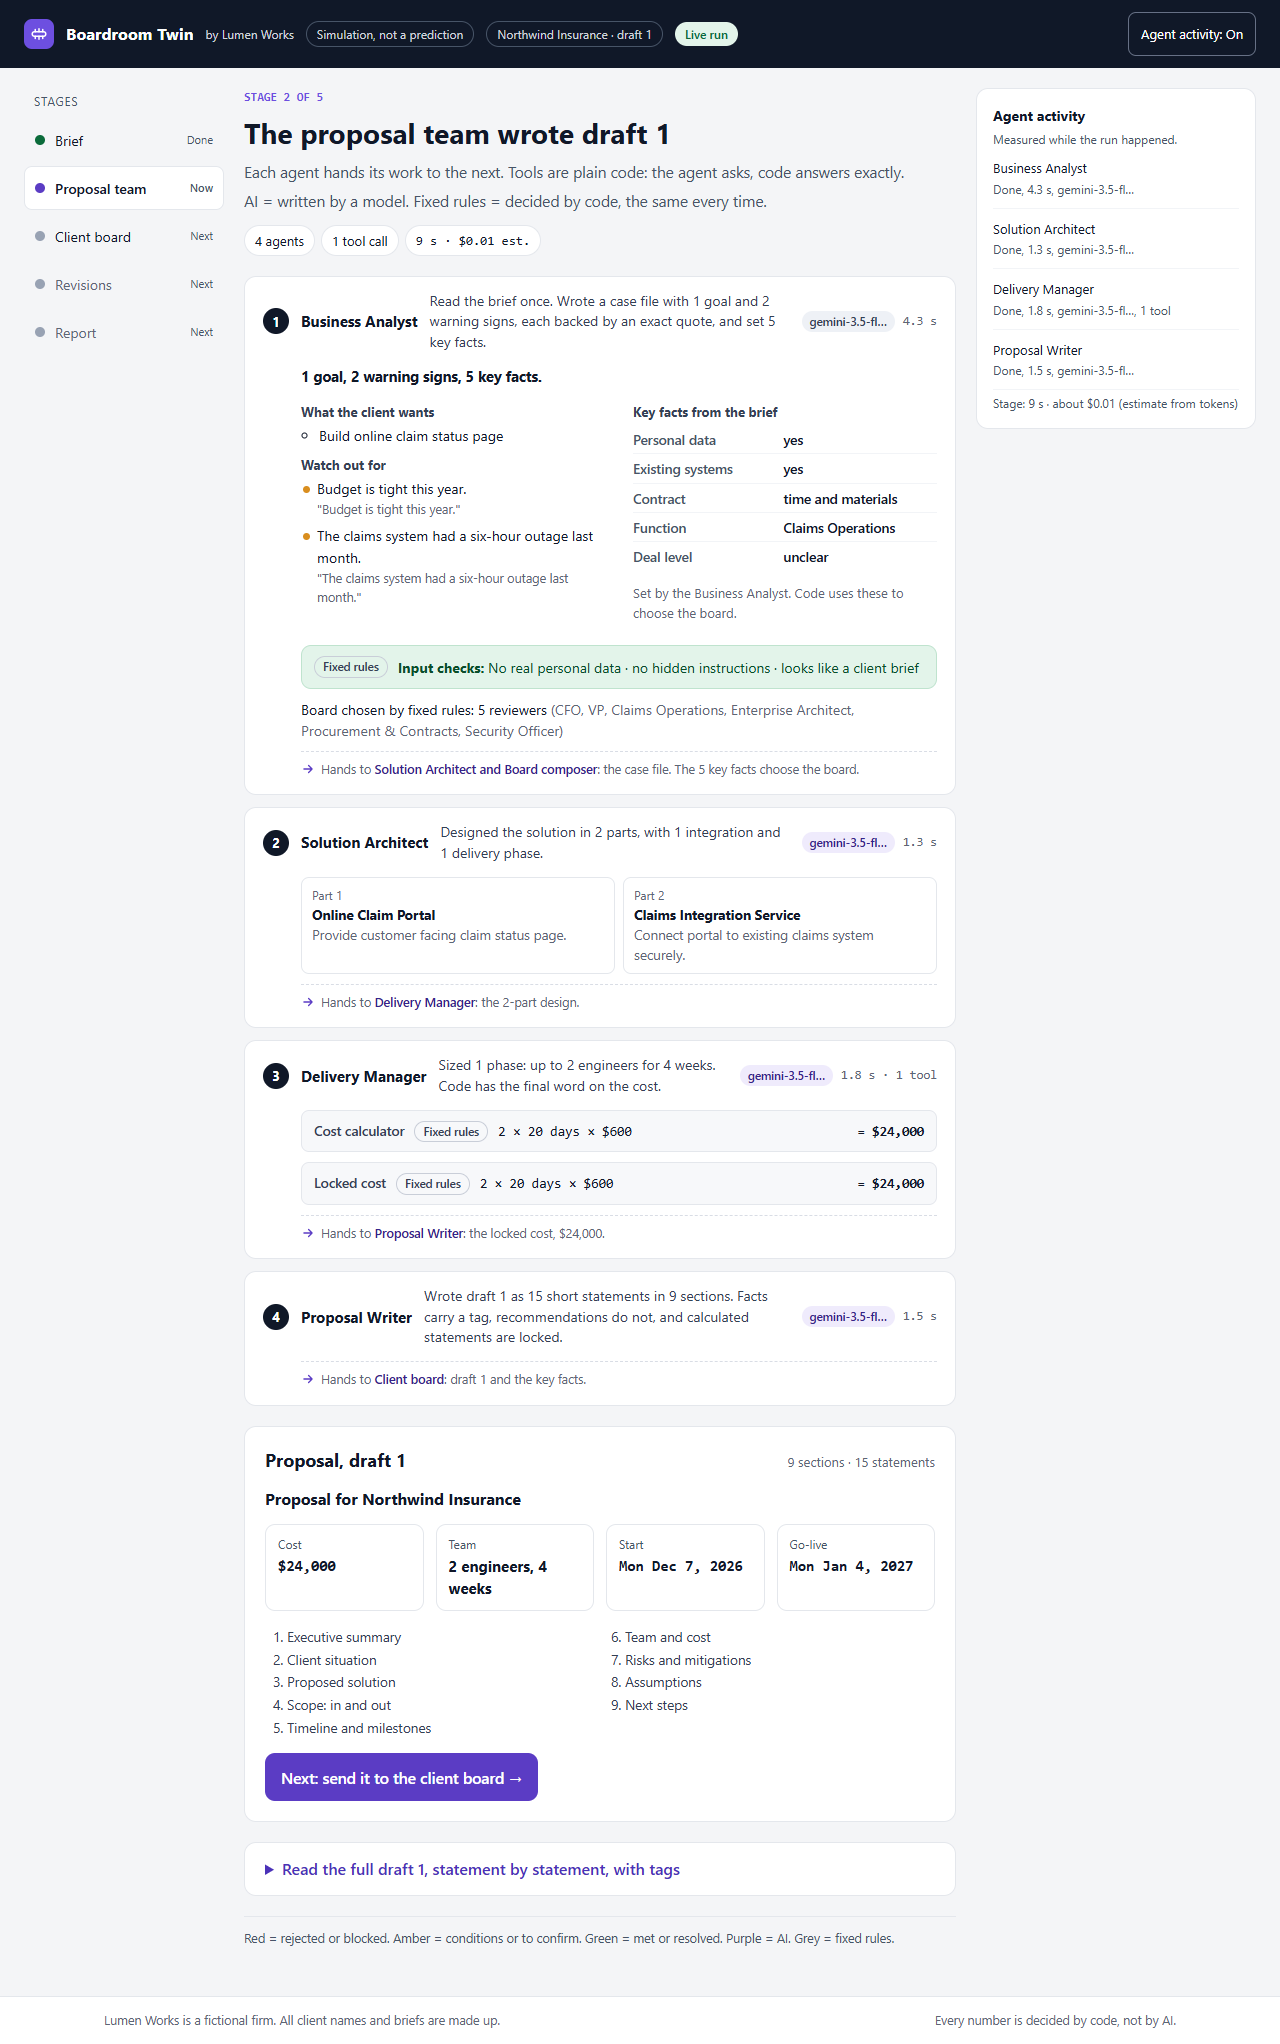 Boardroom Twin by Lumen Works Simulation, not a prediction Northwind Insurance · draft 1 Live run Agent activity: On
STAGES
Brief Done
Proposal team Now
Client board Next
Revisions Next
Report Next
STAGE 2 OF 5
The proposal team wrote draft 1
Each agent hands its work to the next. Tools are plain code: the agent asks, code answers exactly.
AI = written by a model. Fixed rules = decided by code, the same every time.
4 agents 1 tool call 9 s · $0.01 est.
1 Business Analyst
Read the brief once. Wrote a case file with 1 goal and 2
warning signs, each backed by an exact quote, and set 5
key facts.
gemini-3.5-fl... 4.3 s
1 goal, 2 warning signs, 5 key facts.
What the client wants
Build online claim status page
Watch out for
Budget is tight this year.
"Budget is tight this year."
The claims system had a six-hour outage last
month.
"The claims system had a six-hour outage last
month."
Key facts from the brief
Personal data yes
Existing systems yes
Contract time and materials
Function Claims Operations
Deal level unclear
Set by the Business Analyst. Code uses these to
choose the board.
Fixed rules Input checks: No real personal data · no hidden instructions · looks like a client brief
Board chosen by fixed rules: 5 reviewers (CFO, VP, Claims Operations, Enterprise Architect,
Procurement & Contracts, Security Officer)
→ Hands to Solution Architect and Board composer: the case file. The 5 key facts choose the board.
2 Solution Architect
Designed the solution in 2 parts, with 1 integration and
1 delivery phase.
gemini-3.5-fl... 1.3 s
Part 1
Online Claim Portal
Provide customer facing claim status page.
Part 2
Claims Integration Service
Connect portal to existing claims system
securely.
→ Hands to Delivery Manager: the 2-part design.
3 Delivery Manager
Sized 1 phase: up to 2 engineers for 4 weeks.
Code has the final word on the cost.
gemini-3.5-fl... 1.8 s · 1 tool
Cost calculator Fixed rules 2 × 20 days × $600 = $24,000
Locked cost Fixed rules 2 × 20 days × $600 = $24,000
→ Hands to Proposal Writer: the locked cost, $24,000.
4 Proposal Writer
Wrote draft 1 as 15 short statements in 9 sections. Facts
carry a tag, recommendations do not, and calculated
statements are locked.
gemini-3.5-fl... 1.5 s
→ Hands to Client board: draft 1 and the key facts.
Proposal, draft 1 9 sections · 15 statements
Proposal for Northwind Insurance
Cost
$24,000
Team
2 engineers, 4
weeks
Start
Mon Dec 7, 2026
Go-live
Mon Jan 4, 2027
1. Executive summary
2. Client situation
3. Proposed solution
4. Scope: in and out
5. Timeline and milestones
6. Team and cost
7. Risks and mitigations
8. Assumptions
9. Next steps
Next: send it to the client board →
▶ Read the full draft 1, statement by statement, with tags
Red = rejected or blocked. Amber = conditions or to confirm. Green = met or resolved. Purple = AI. Grey = fixed rules.
Agent activity
Measured while the run happened.
Business Analyst
Done, 4.3 s, gemini-3.5-fl...
Solution Architect
Done, 1.3 s, gemini-3.5-fl...
Delivery Manager
Done, 1.8 s, gemini-3.5-fl..., 1 tool
Proposal Writer
Done, 1.5 s, gemini-3.5-fl...
Stage: 9 s · about $0.01 (estimate from tokens)
Lumen Works is a fictional firm. All client names and briefs are made up. Every number is decided by code, not by AI.